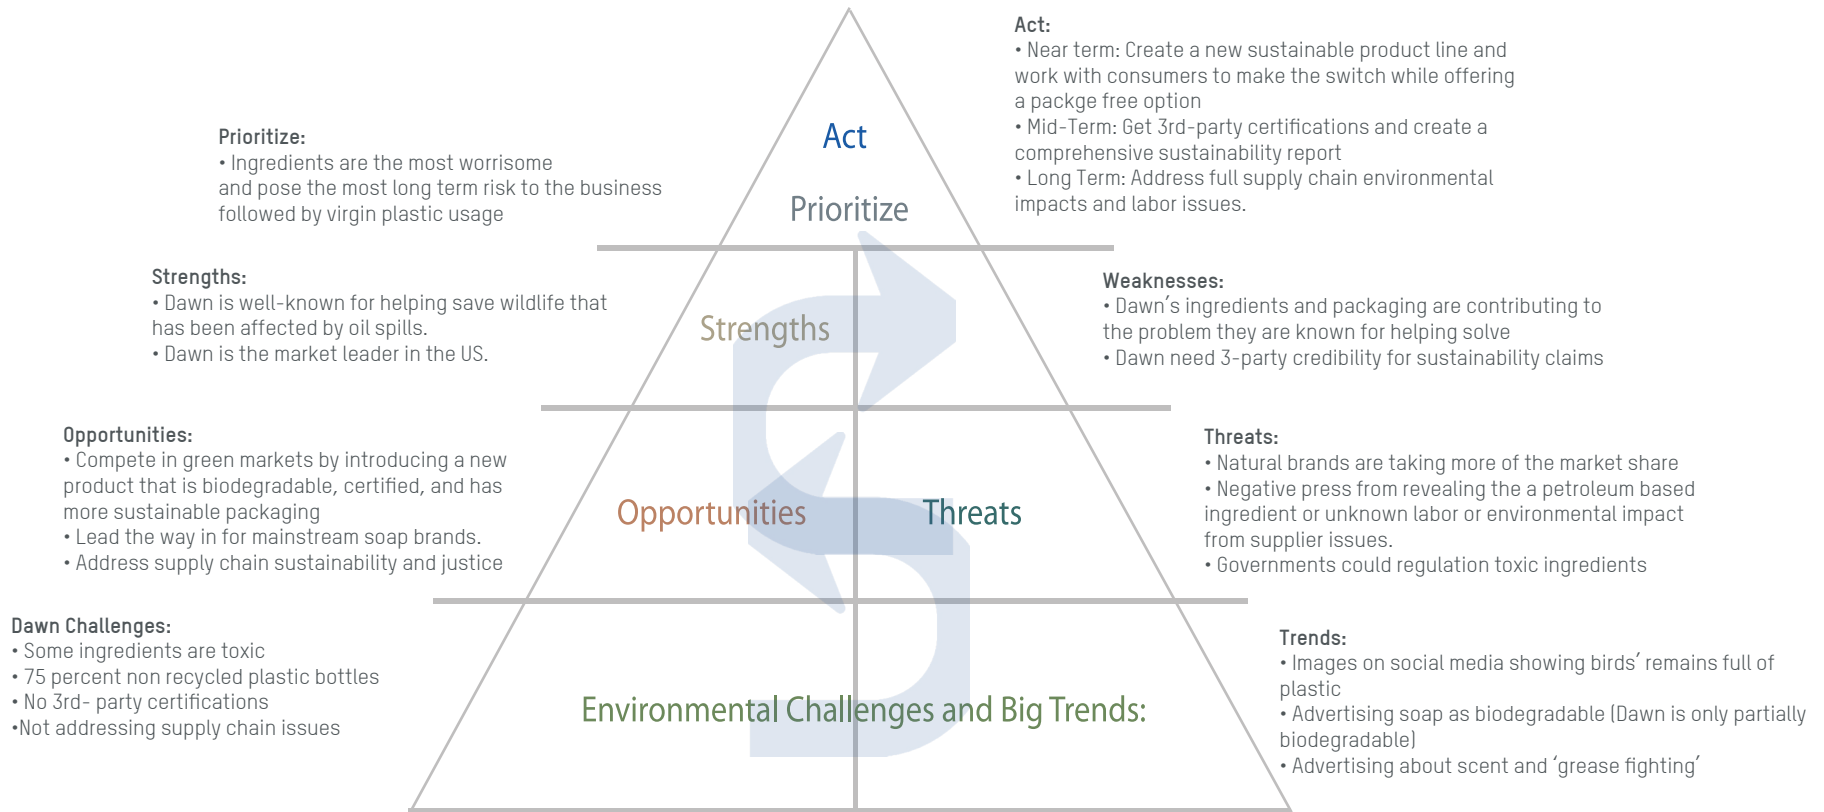 Act:
• Near term: Create a new sustainable product line and
work with consumers to make the switch while offering
a packge free option
• Mid-Term: Get 3rd-party certifications and create a
comprehensive sustainability report
• Long Term: Address full supply chain environmental
impacts and labor issues.
Prioritize:
• Ingredients are the most worrisome
and pose the most long term risk to the business
followed by virgin plastic usage
Act
Prioritize
Strengths:
• Dawn is well-known for helping save wildlife that
has been affected by oil spills.
• Dawn is the market leader in the US.
Strengths
Weaknesses:
• Dawn's ingredients and packaging are contributing to
the problem they are known for helping solve
• Dawn need 3-party credibility for sustainability claims
Opportunities:
• Compete in green markets by introducing a new
product that is biodegradable, certified, and has
more sustainable packaging
• Lead the way in for mainstream soap brands.
• Address supply chain sustainability and justice
Opportunities
Threats
Threats:
• Natural brands are taking more of the market share
• Negative press from revealing the a petroleum based
ingredient or unknown labor or environmental impact
from supplier issues.
• Governments could regulation toxic ingredients
Dawn Challenges:
• Some ingredients are toxic
• 75 percent non recycled plastic bottles
• No 3rd- party certifications
•Not addressing supply chain issues
Environmental Challenges and Big Trends:
Trends:
• Images on social media showing birds' remains full of
plastic
• Advertising soap as biodegradable (Dawn is only partially
biodegradable)
• Advertising about scent and 'grease fighting'